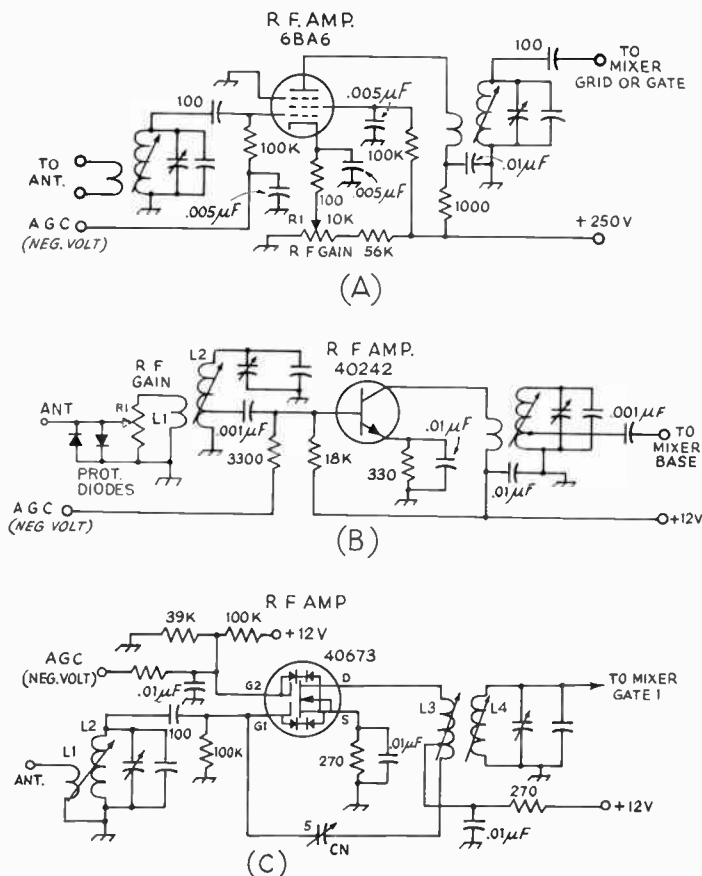 R F. AMP.
6BA6
100
TO
MIXER
GRID OR GATE
.005µF
100
100K
100K
.01µF
TO
ANT.
.005µF
.005µF
100
1000
AGC
(NEG. VOLT)
R1
10K
+250V
R F GAIN
56K
(A)
R F AMP.
40242
L2
R F
GAIN
ANT
R1
L1
.01µF
.001µF
.001µF
TO
MIXER
BASE
PROT.
DIODES
3300
18K
330
.01µF
AGC
(NEG VOLT)
+12V
(B)
R F AMP
39K
100K
+12V
AGC
(NEG.VOLT)
40673
.01µF
G2
D
TO MIXER
GATE 1
L3
L4
L2
100
G1
S
L1
100K
.01µF
270
ANT.
270
+12V
5
CN
.01µF
(C)